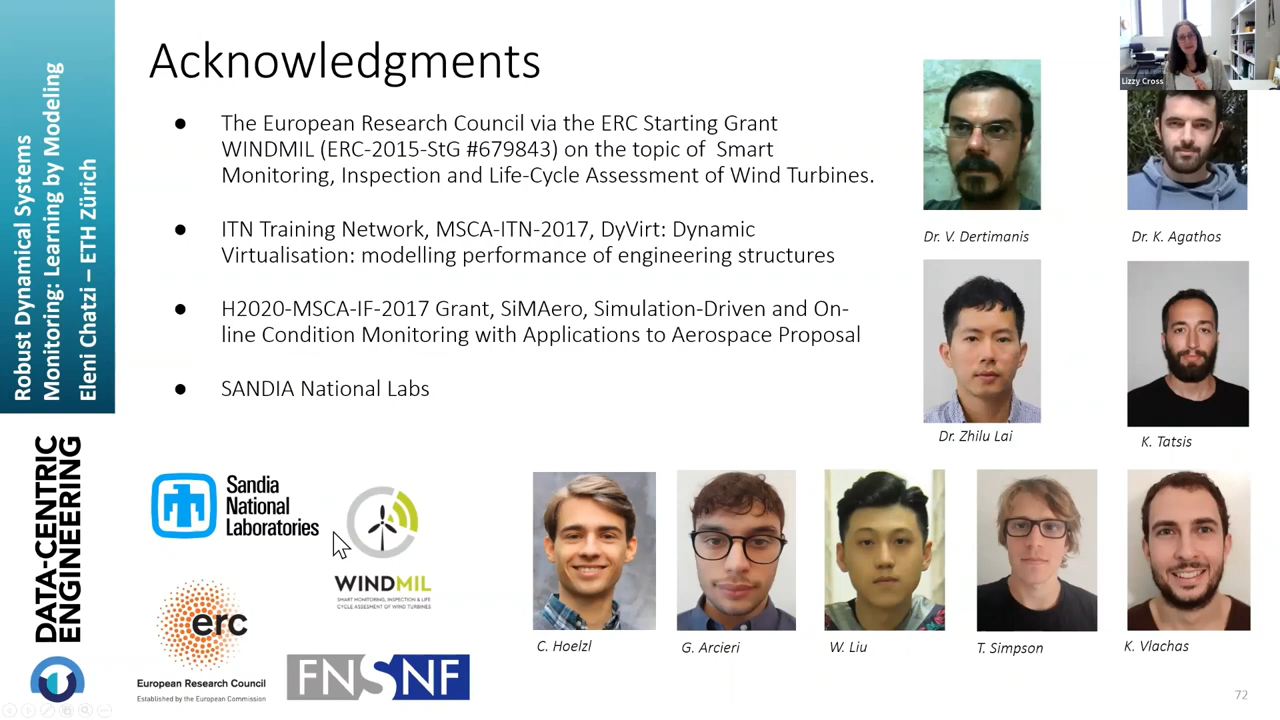 Robust Dynamical Systems
Monitoring: Learning by Modeling
Eleni Chatzi – ETH Zürich
Acknowledgments
● The European Research Council via the ERC Starting Grant
WINDMIL (ERC-2015-StG #679843) on the topic of Smart
Monitoring, Inspection and Life-Cycle Assessment of Wind Turbines.
● ITN Training Network, MSCA-ITN-2017, DyVirt: Dynamic
Virtualisation: modelling performance of engineering structures
● H2020-MSCA-IF-2017 Grant, SiMAero, Simulation-Driven and On-
line Condition Monitoring with Applications to Aerospace Proposal
● SANDIA National Labs
Lizzy Cross
Dr. V. Dertimanis
Dr. K. Agathos
Dr. Zhilu Lai
K. Tatsis
C. Hoelzl
G. Arcieri
W. Liu
T. Simpson
K. Vlachas
DATA-CENTRIC
ENGINEERING
Sandia
National
Laboratories
WINDMIL
SMART MONITORING, INSPECTION & LIFE
CYCLE ASSESMENT OF WIND TURBINES
erc
European Research Council
Established by the European Commission
FNSNF
72